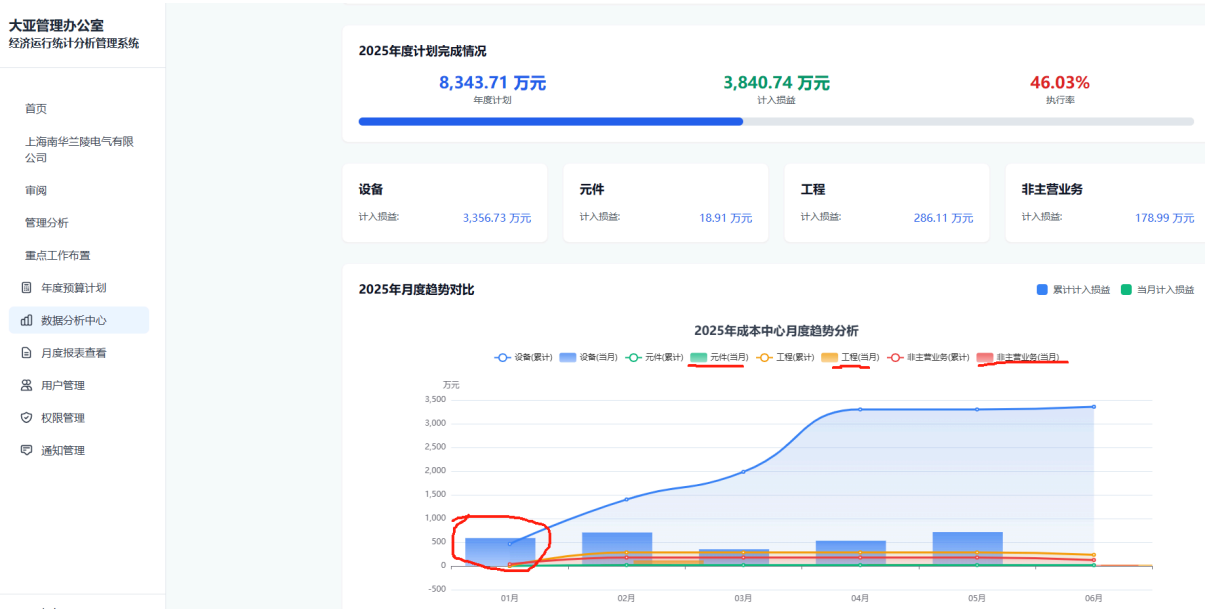 大亚管理办公室
经济运行统计分析管理系统
首页
上海南华兰陵电气有限
公司
审阅
管理分析
重点工作布置
年度预算计划
数据分析中心
月度报表查看
用户管理
权限管理
通知管理
2025年度计划完成情况
8,343.71 万元
年度计划
3,840.74 万元
计入损益
46.03%
执行率
设备
计入损益:
3,356.73 万元
元件
计入损益:
18.91 万元
工程
计入损益:
286.11 万元
非主营业务
计入损益:
178.99 万元
2025年月度趋势对比
累计计入损益 当月计入损益
2025年成本中心月度趋势分析
设备(累计) 设备(当月) 元件(累计) 元件(当月) 工程(累计) 工程(当月) 非主营业务(累计) 非主营业务(当月)
万元
3,500
3,000
2,500
2,000
1,500
1,000
500
0
-500
01月 02月 03月 04月 05月 06月